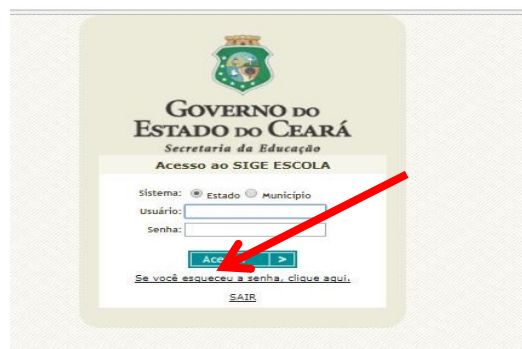 GOVERNO DO
ESTADO DO CEARÁ
Secretaria da Educação
Acesso ao SIGE ESCOLA
Sistema: Estado Município
Usuário:
Senha:
>
Se você esqueceu a senha, clique aqui.
SAIR